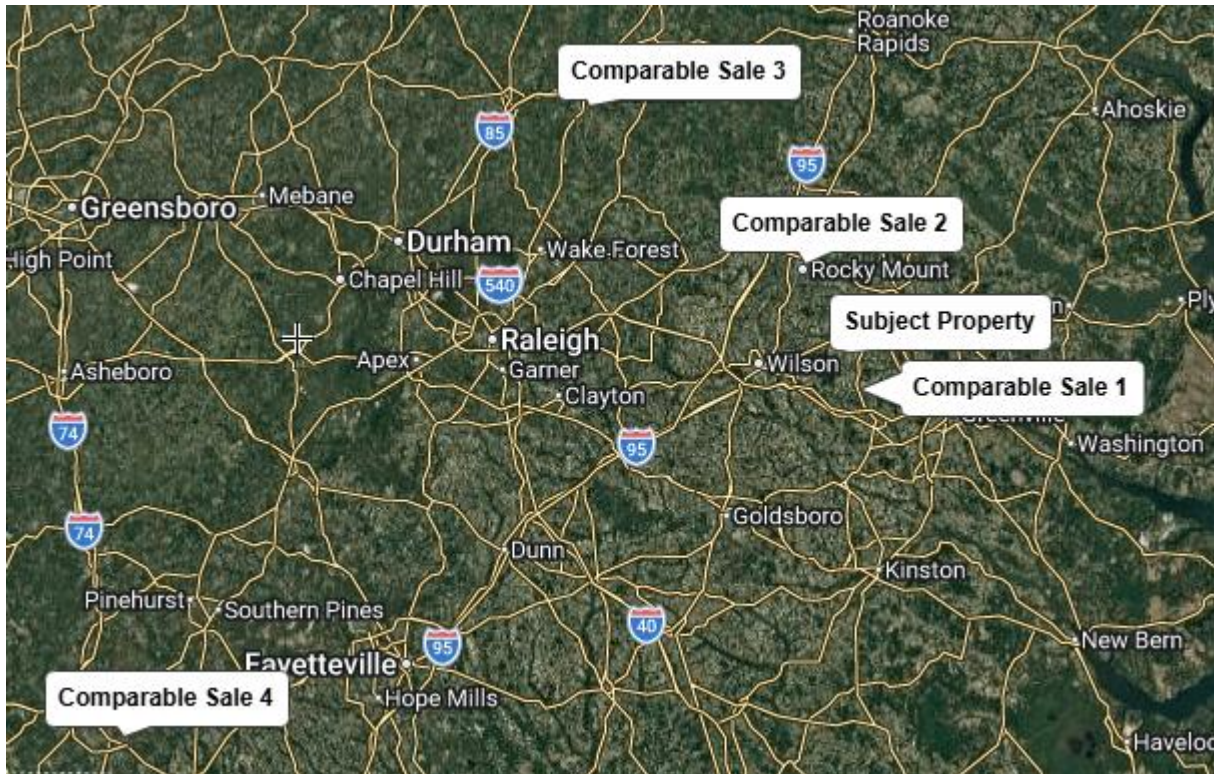 Roanoke
Rapids
Comparable Sale 3
Ahoskie
85
95
Mebane
Greensboro
Comparable Sale 2
Durham
Wake Forest
High Point
Chapel Hill
540
Rocky Mount
Subject Property
Raleigh
Apex
Garner
Wilson
Asheboro
Comparable Sale 1
Clayton
Greenville
74
95
Washington
Goldsboro
74
Dunn
Kinston
Pinehurst
Southern Pines
40
95
New Bern
Fayetteville
Comparable Sale 4
Hope Mills